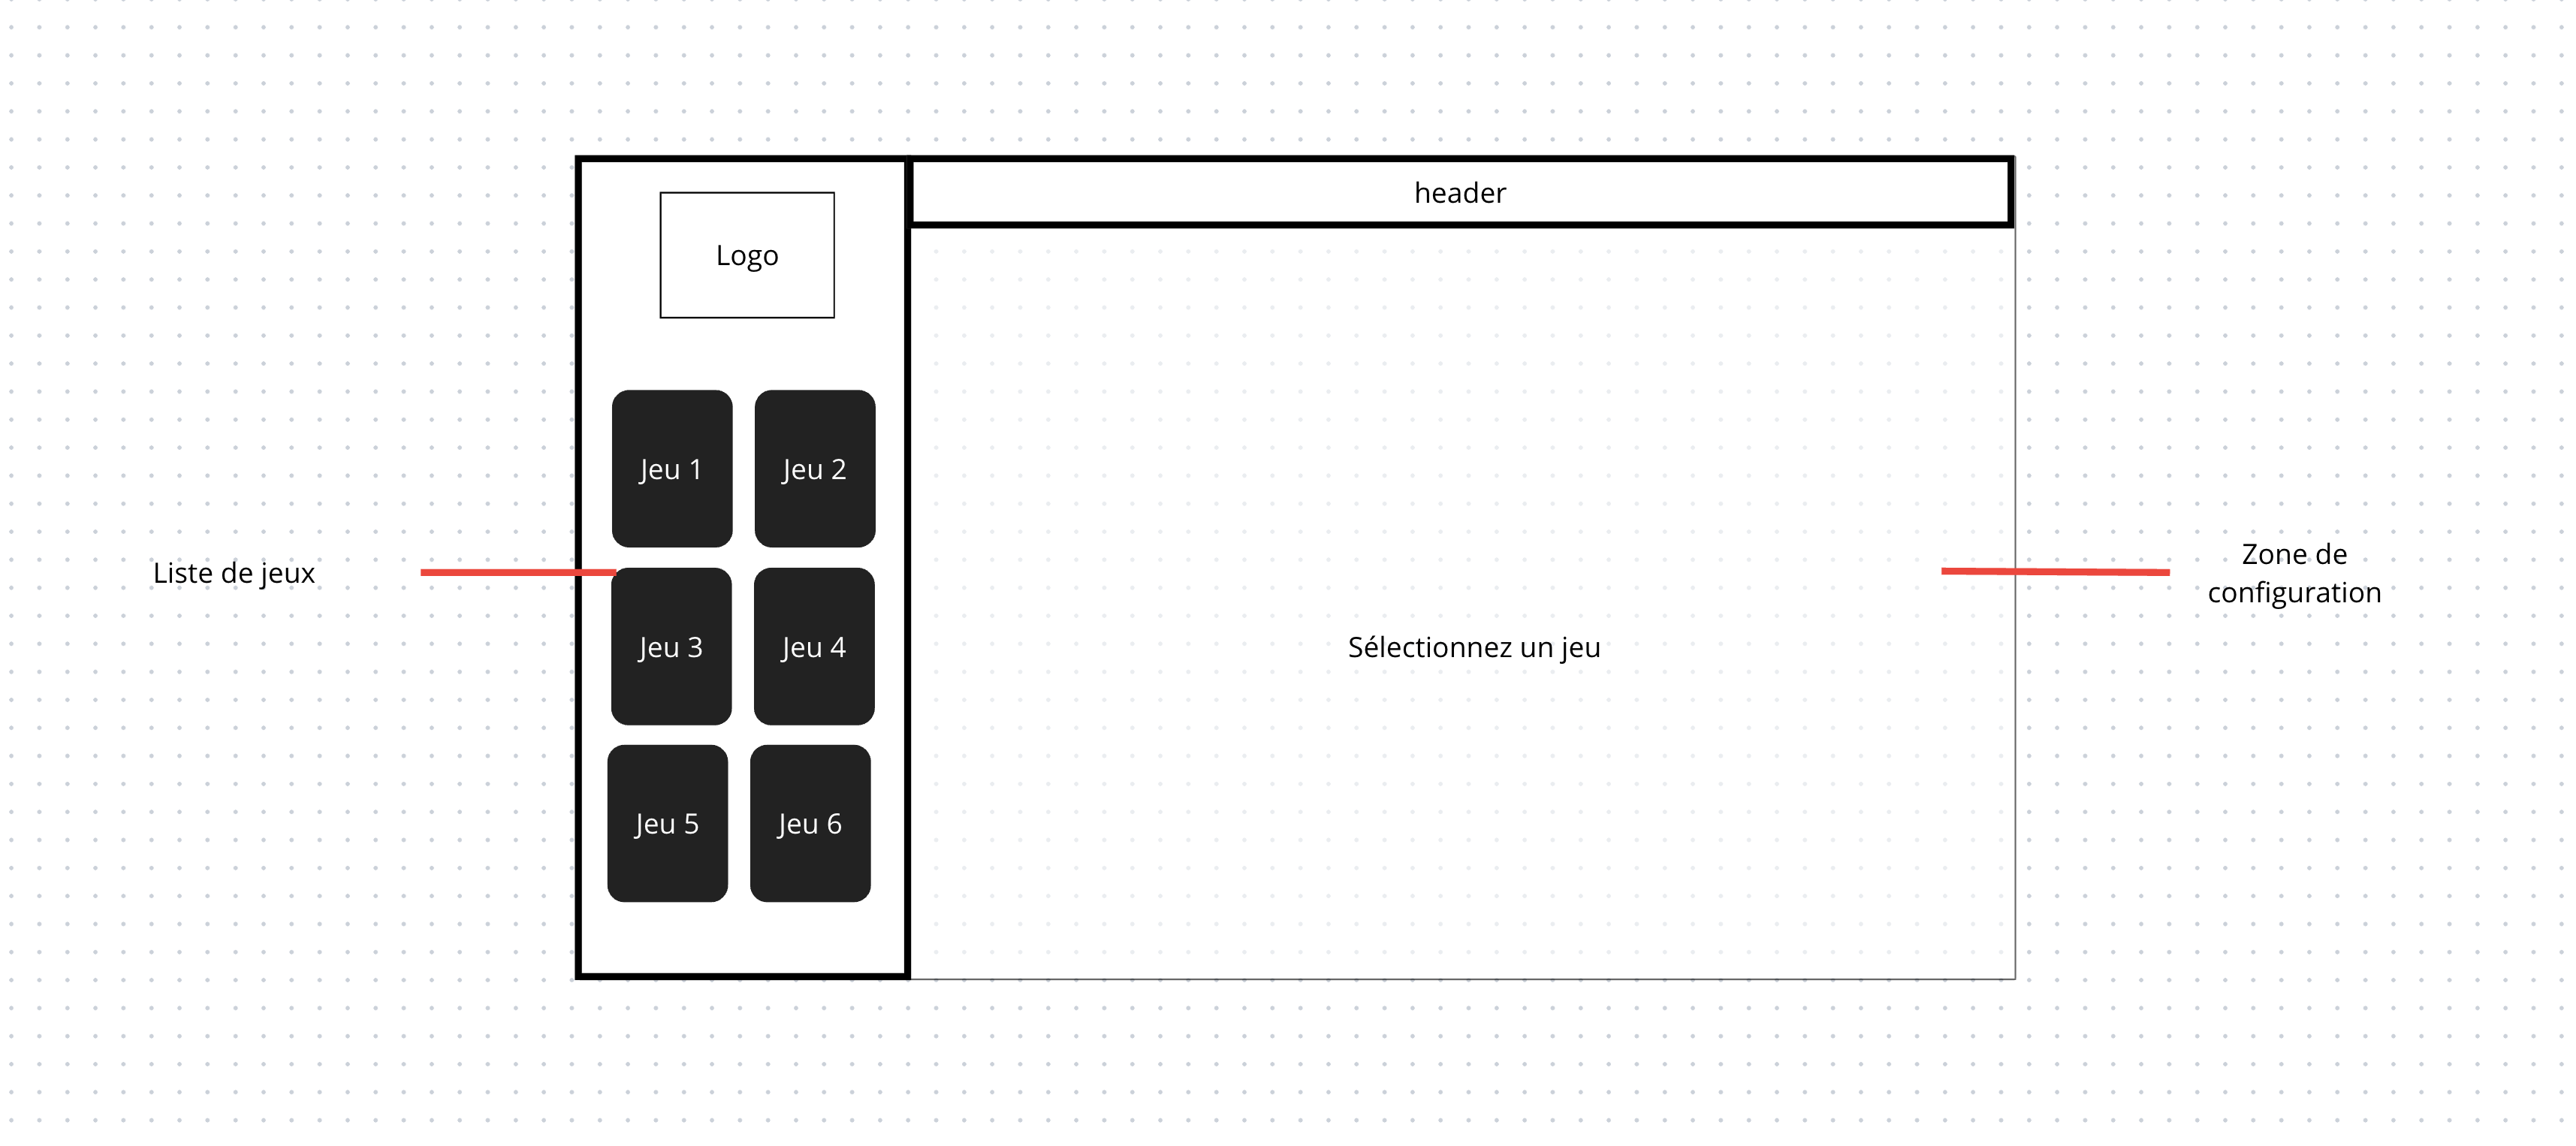 header
Logo
Jeu 1
Jeu 2
Liste de jeux
Jeu 3
Jeu 4
Sélectionnez un jeu
Zone de
configuration
Jeu 5
Jeu 6